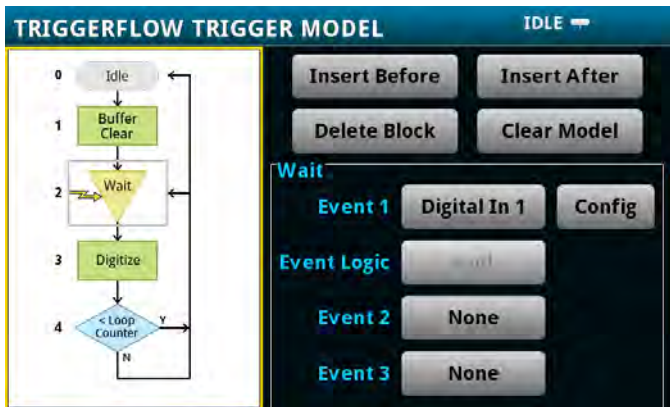 TRIGGERFLOW TRIGGER MODEL
IDLE
0 Idle
1 Buffer
Clear
2 Wait
3 Digitize
4 < Loop
Counter
Y
N
Insert Before Insert After
Delete Block Clear Model
Wait
Event 1 Digital In 1 Config
Event Logic
Event 2 None
Event 3 None